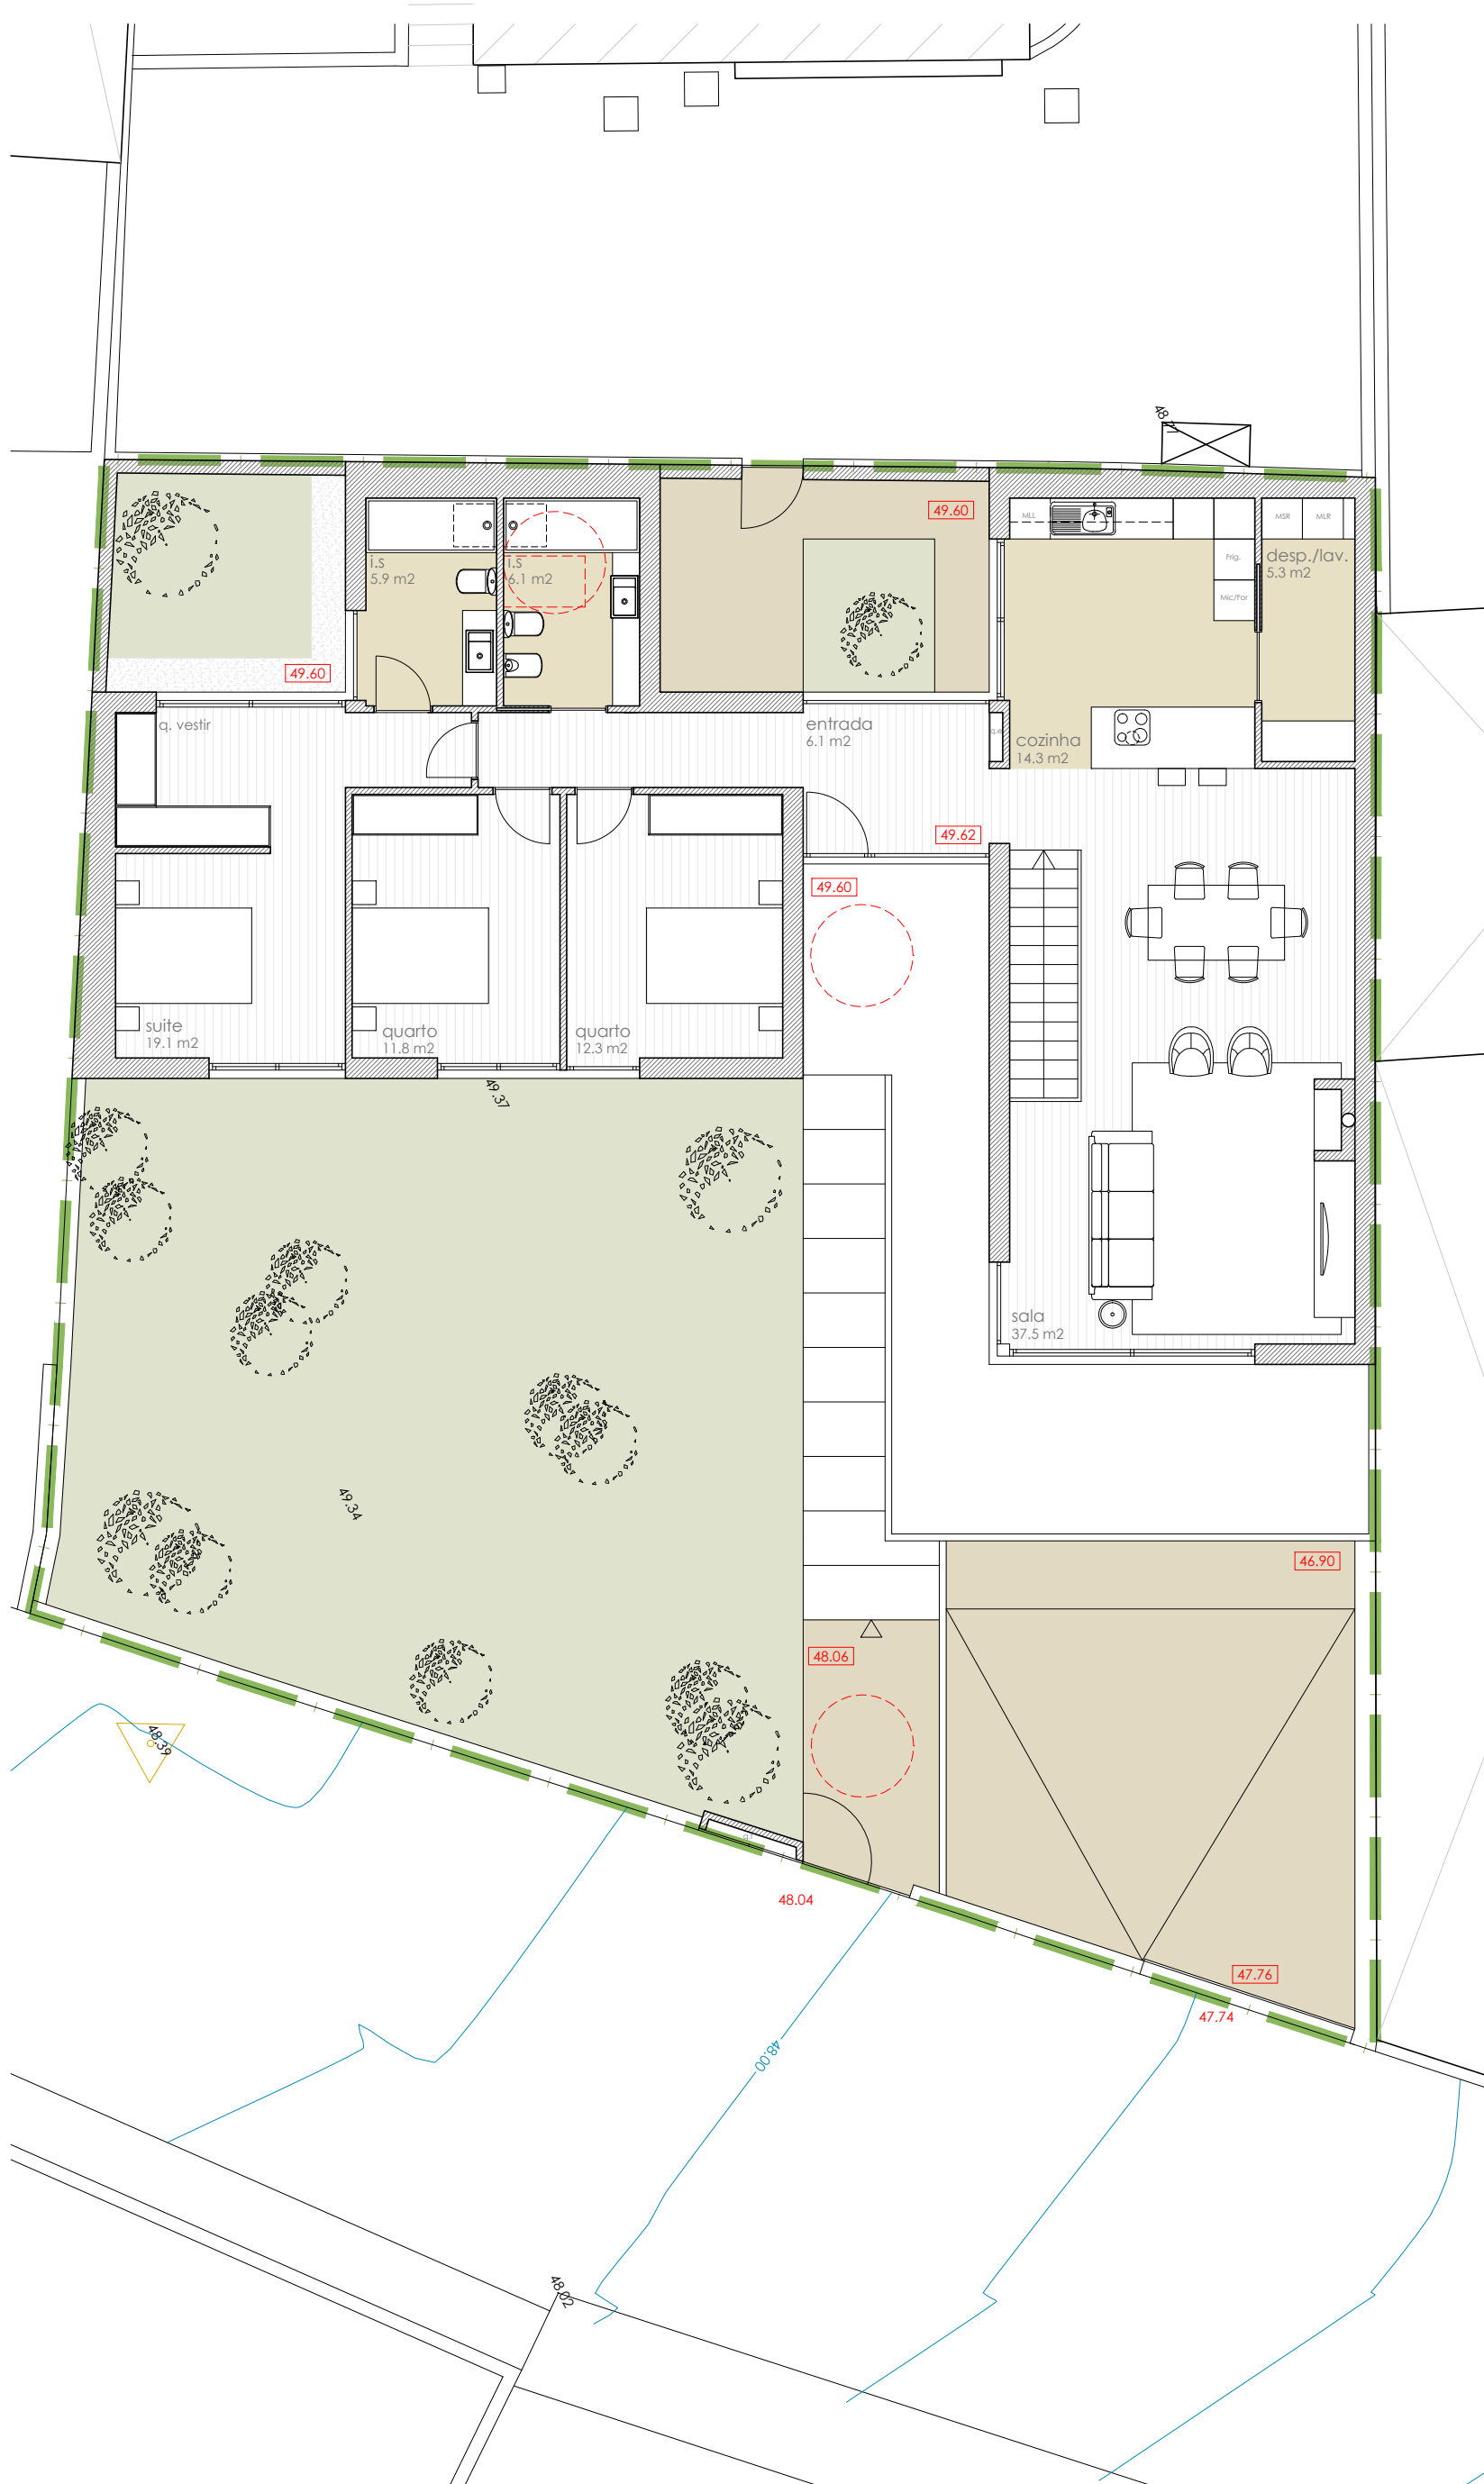 48.71
49.60
MLL
MSR
MLR
i.s
5.9 m2
i.s
6.1 m2
Frig.
desp./lav.
5.3 m2
Mic/For
49.60
q. vestir
entrada
6.1 m2
cozinha
14.3 m2
49.62
49.60
suite
19.1 m2
quarto
11.8 m2
quarto
12.3 m2
49.37
sala
37.5 m2
49.34
46.90
48.06
48.39
48.04
47.76
47.74
48.00
48.02